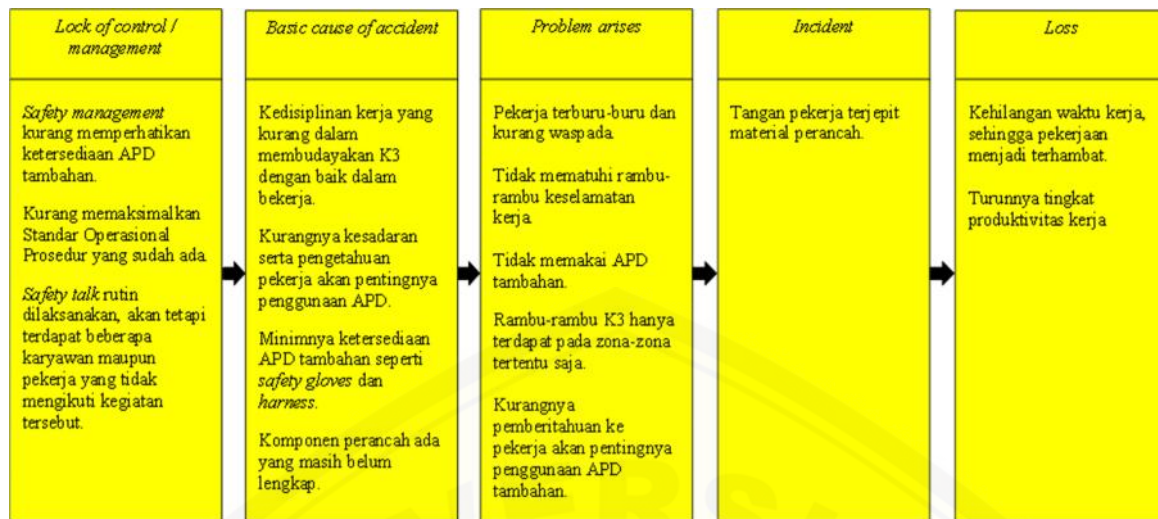 Lock of control /
management
Safety management
kurang memperhatikan
ketersediaan APD
tambahan.
Kurang memaksimalkan
Standar Operasional
Prosedur yang sudah ada.
Safety talk rutin
dilaksanakan, akan tetapi
terdapat beberapa
karyawan maupun
pekerja yang tidak
mengikuti kegiatan
tersebut.
Basic cause of accident
Kedisiplinan kerja yang
kurang dalam
membudayakan K3
dengan baik dalam
bekerja.
Kurangnya kesadaran
serta pengetahuan
pekerja akan pentingnya
penggunaan APD.
Minimnya ketersediaan
APD tambahan seperti
safety gloves dan
harness.
Komponen perancah ada
yang masih belum
lengkap.
Problem arises
Pekerja terburu-buru dan
kurang waspada.
Tidak mematuhi rambu-
rambu keselamatan
kerja.
Tidak memakai APD
tambahan.
Rambu-rambu K3 hanya
terdapat pada zona-zona
tertentu saja.
Kurangnya
pemberitahuan ke
pekerja akan pentingnya
penggunaan APD
tambahan.
Incident
Tangan pekerja terjepit
material perancah.
Loss
Kehilangan waktu kerja,
sehingga pekerjaan
menjadi terhambat.
Turunnya tingkat
produktivitas kerja